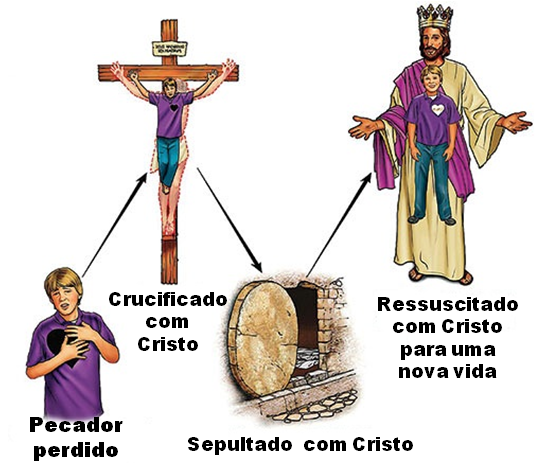 Pecador
perdido
Crucificado
com
Cristo
Sepultado com Cristo
Ressuscitado
com Cristo
para uma
nova vida